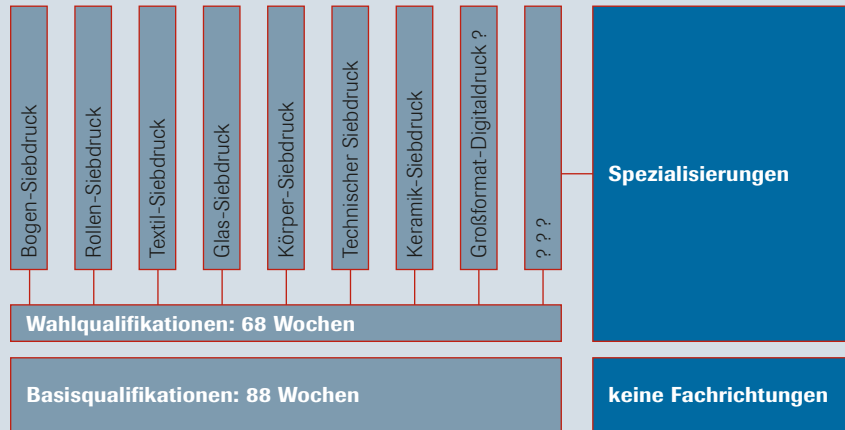 Bogen-Siebdruck
Rollen-Siebdruck
Textil-Siebdruck
Glas-Siebdruck
Körper-Siebdruck
Technischer Siebdruck
Keramik-Siebdruck
Großformat-Digitaldruck ?
? ? ?
Spezialisierungen
Wahlqualifikationen: 68 Wochen
Basisqualifikationen: 88 Wochen
keine Fachrichtungen